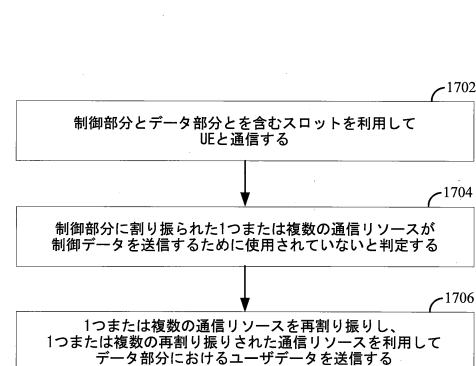 1702
制御部分とデータ部分とを含むスロットを利用して
UEと通信する
1704
制御部分に割り振られた1つまたは複数の通信リソースが
制御データを送信するために使用されていないと判定する
1706
1つまたは複数の通信リソースを再割り振りし、
1つまたは複数の再割り振りされた通信リソースを利用して
データ部分におけるユーザデータを送信する